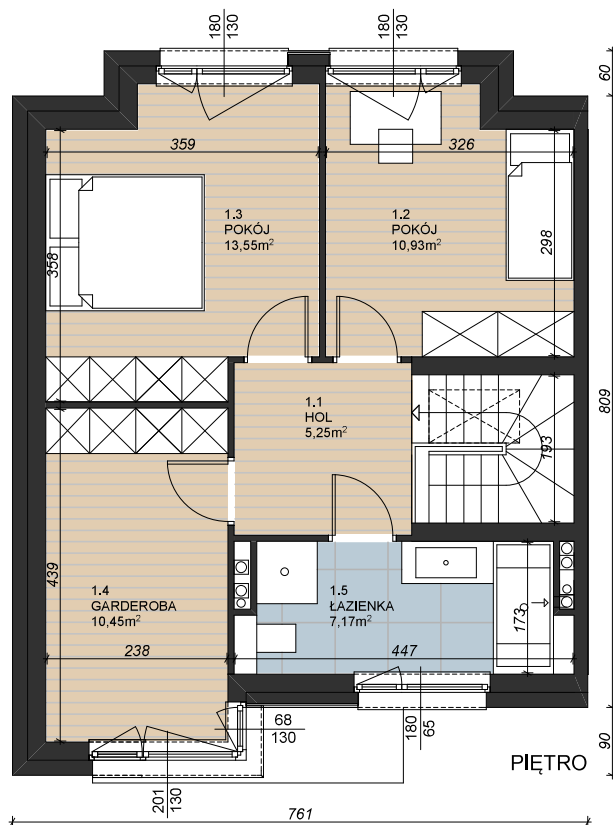 180
130
180
130
60
359
326
1.3
POKÓJ
13,55m²
1.2
POKÓJ
10,93m²
298
358
1.1
HOL
5,25m²
809
193
439
1.4
GARDEROBA
10,45m²
1.5
ŁAZIENKA
7,17m²
173
238
447
68
130
180
65
90
PIĘTRO
201
130
761